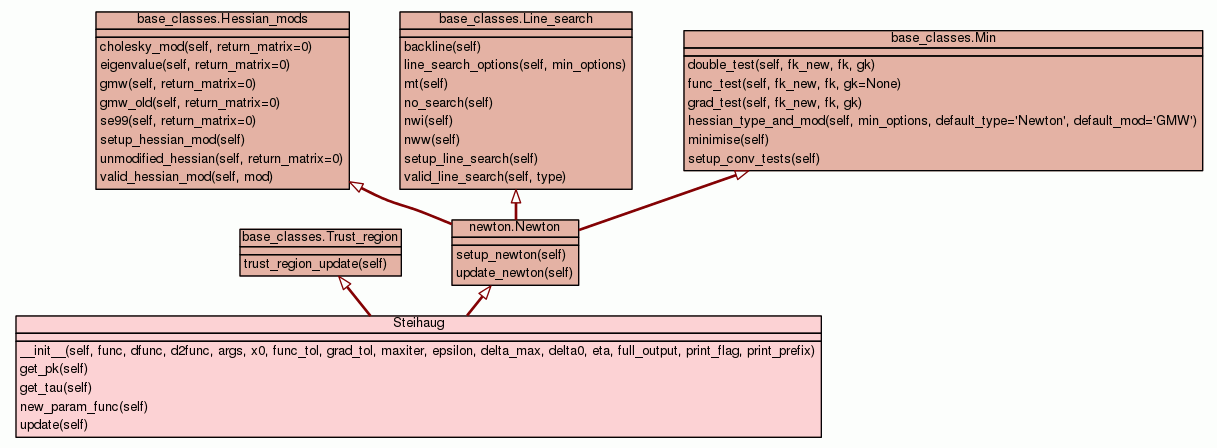 base_classes.Hessian_mods
cholesky_mod(self, return_matrix=0)
eigenvalue(self, return_matrix=0)
gmw(self, return_matrix=0)
gmw_old(self, return_matrix=0)
se99(self, return_matrix=0)
setup_hessian_mod(self)
unmodified_hessian(self, return_matrix=0)
valid_hessian_mod(self, mod)
base_classes.Line_search
backline(self)
line_search_options(self, min_options)
mt(self)
no_search(self)
nwi(self)
nww(self)
setup_line_search(self)
valid_line_search(self, type)
base_classes.Min
double_test(self, fk_new, fk, gk)
func_test(self, fk_new, fk, gk=None)
grad_test(self, fk_new, fk, gk)
hessian_type_and_mod(self, min_options, default_type='Newton', default_mod='GMW')
minimise(self)
setup_conv_tests(self)
base_classes.Trust_region
trust_region_update(self)
newton.Newton
setup_newton(self)
update_newton(self)
Steihaug
__init__(self, func, dfunc, d2func, args, x0, func_tol, grad_tol, maxiter, epsilon, delta_max, delta0, eta, full_output, print_flag, print_prefix)
get_pk(self)
get_tau(self)
new_param_func(self)
update(self)